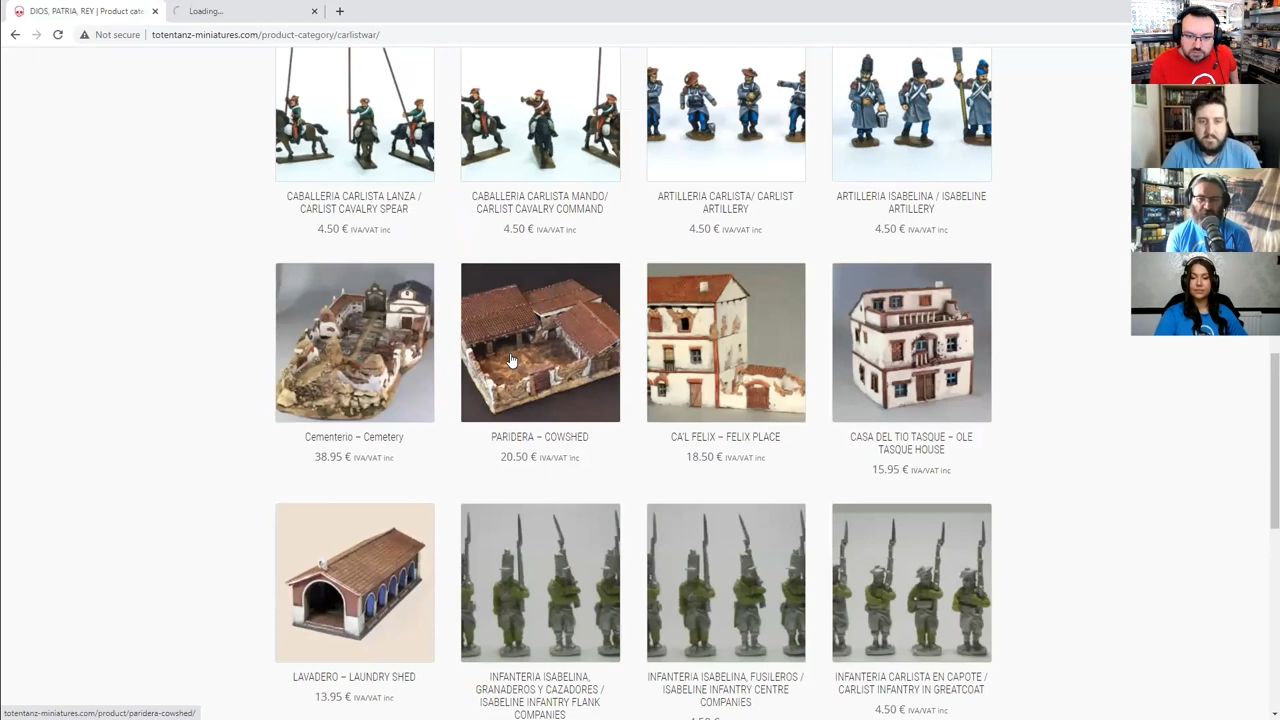 DIOS, PATRIA, REY | Product cate
Loading...
Not secure
totentanz-miniatures.com/product-category/carlistwar/
CABALLERIA CARLISTA LANZA /
CARLIST CAVALRY SPEAR
4.50 € IVA/VAT inc
CABALLERIA CARLISTA MANDO/
CARLIST CAVALRY COMMAND
4.50 € IVA/VAT inc
ARTILLERIA CARLISTA/ CARLIST
ARTILLERY
4.50 € IVA/VAT inc
ARTILLERIA ISABELINA / ISABELINE
ARTILLERY
4.50 € IVA/VAT inc
Cementerio – Cemetery
38.95 € IVA/VAT inc
PARIDERA – COWSHED
20.50 € IVA/VAT inc
CA'L FELIX – FELIX PLACE
18.50 € IVA/VAT inc
CASA DEL TIO TASQUE – OLE
TASQUE HOUSE
15.95 € IVA/VAT inc
LAVADERO – LAUNDRY SHED
13.95 € IVA/VAT inc
INFANTERIA ISABELINA,
GRANADEROS Y CAZADORES /
ISABELINE INFANTRY FLANK
COMPANIES
INFANTERIA ISABELINA, FUSILEROS /
ISABELINE INFANTRY CENTRE
COMPANIES
INFANTERIA CARLISTA EN CAPOTE /
CARLIST INFANTRY IN GREATCOAT
4.50 € IVA/VAT inc
totentanz-miniatures.com/product/paridera-cowshed/